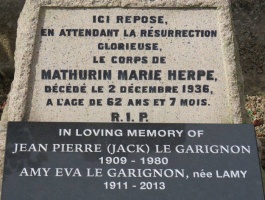 ICI REPOSE,
EN ATTENDANT LA RÉSURRECTION
GLORIEUSE,
LE CORPS DE
MATHURIN MARIE HERPE,
DÉCÉDÉ LE 2 DÉCEMBRE 1936,
A L'AGE DE 62 ANS ET 7 MOIS.
R.I.P.
IN LOVING MEMORY OF
JEAN PIERRE (JACK) LE GARIGNON
1909 - 1980
AMY EVA LE GARIGNON, née LAMY
1911 - 2013